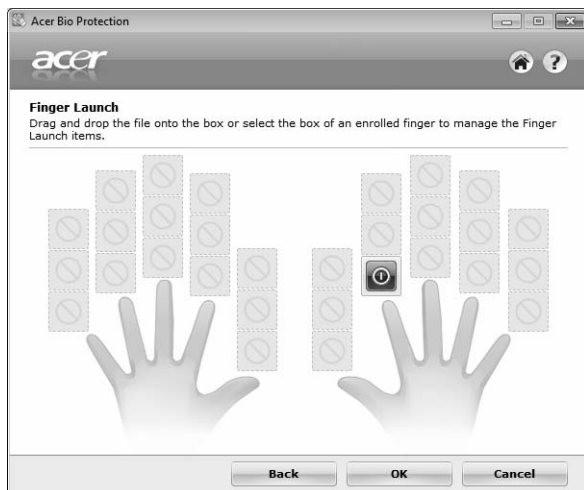 Acer Bio Protection
acer
?
Finger Launch
Drag and drop the file onto the box or select the box of an enrolled finger to manage the Finger
Launch items.
Back
OK
Cancel